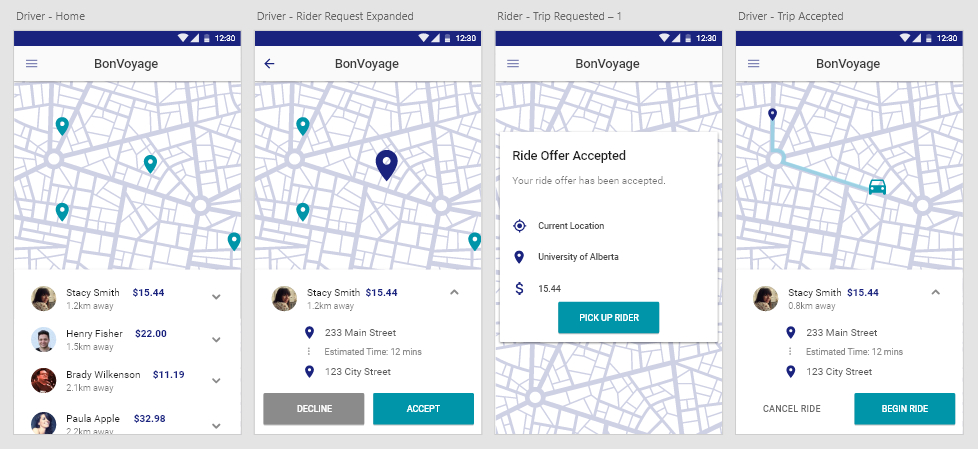 Driver - Home
12:30
BonVoyage
Stacy Smith $15.44
1.2km away
Henry Fisher $22.00
1.5km away
Brady Wilkenson $11.19
2.1km away
Paula Apple $32.98
2.2km away
Driver - Rider Request Expanded
12:30
BonVoyage
Stacy Smith $15.44
1.2km away
233 Main Street
Estimated Time: 12 mins
123 City Street
DECLINE ACCEPT
Rider - Trip Requested – 1
12:30
BonVoyage
Ride Offer Accepted
Your ride offer has been accepted.
Current Location
University of Alberta
$ 15.44
PICK UP RIDER
Driver - Trip Accepted
12:30
BonVoyage
Stacy Smith $15.44
0.8km away
233 Main Street
Estimated Time: 12 mins
123 City Street
CANCEL RIDE BEGIN RIDE